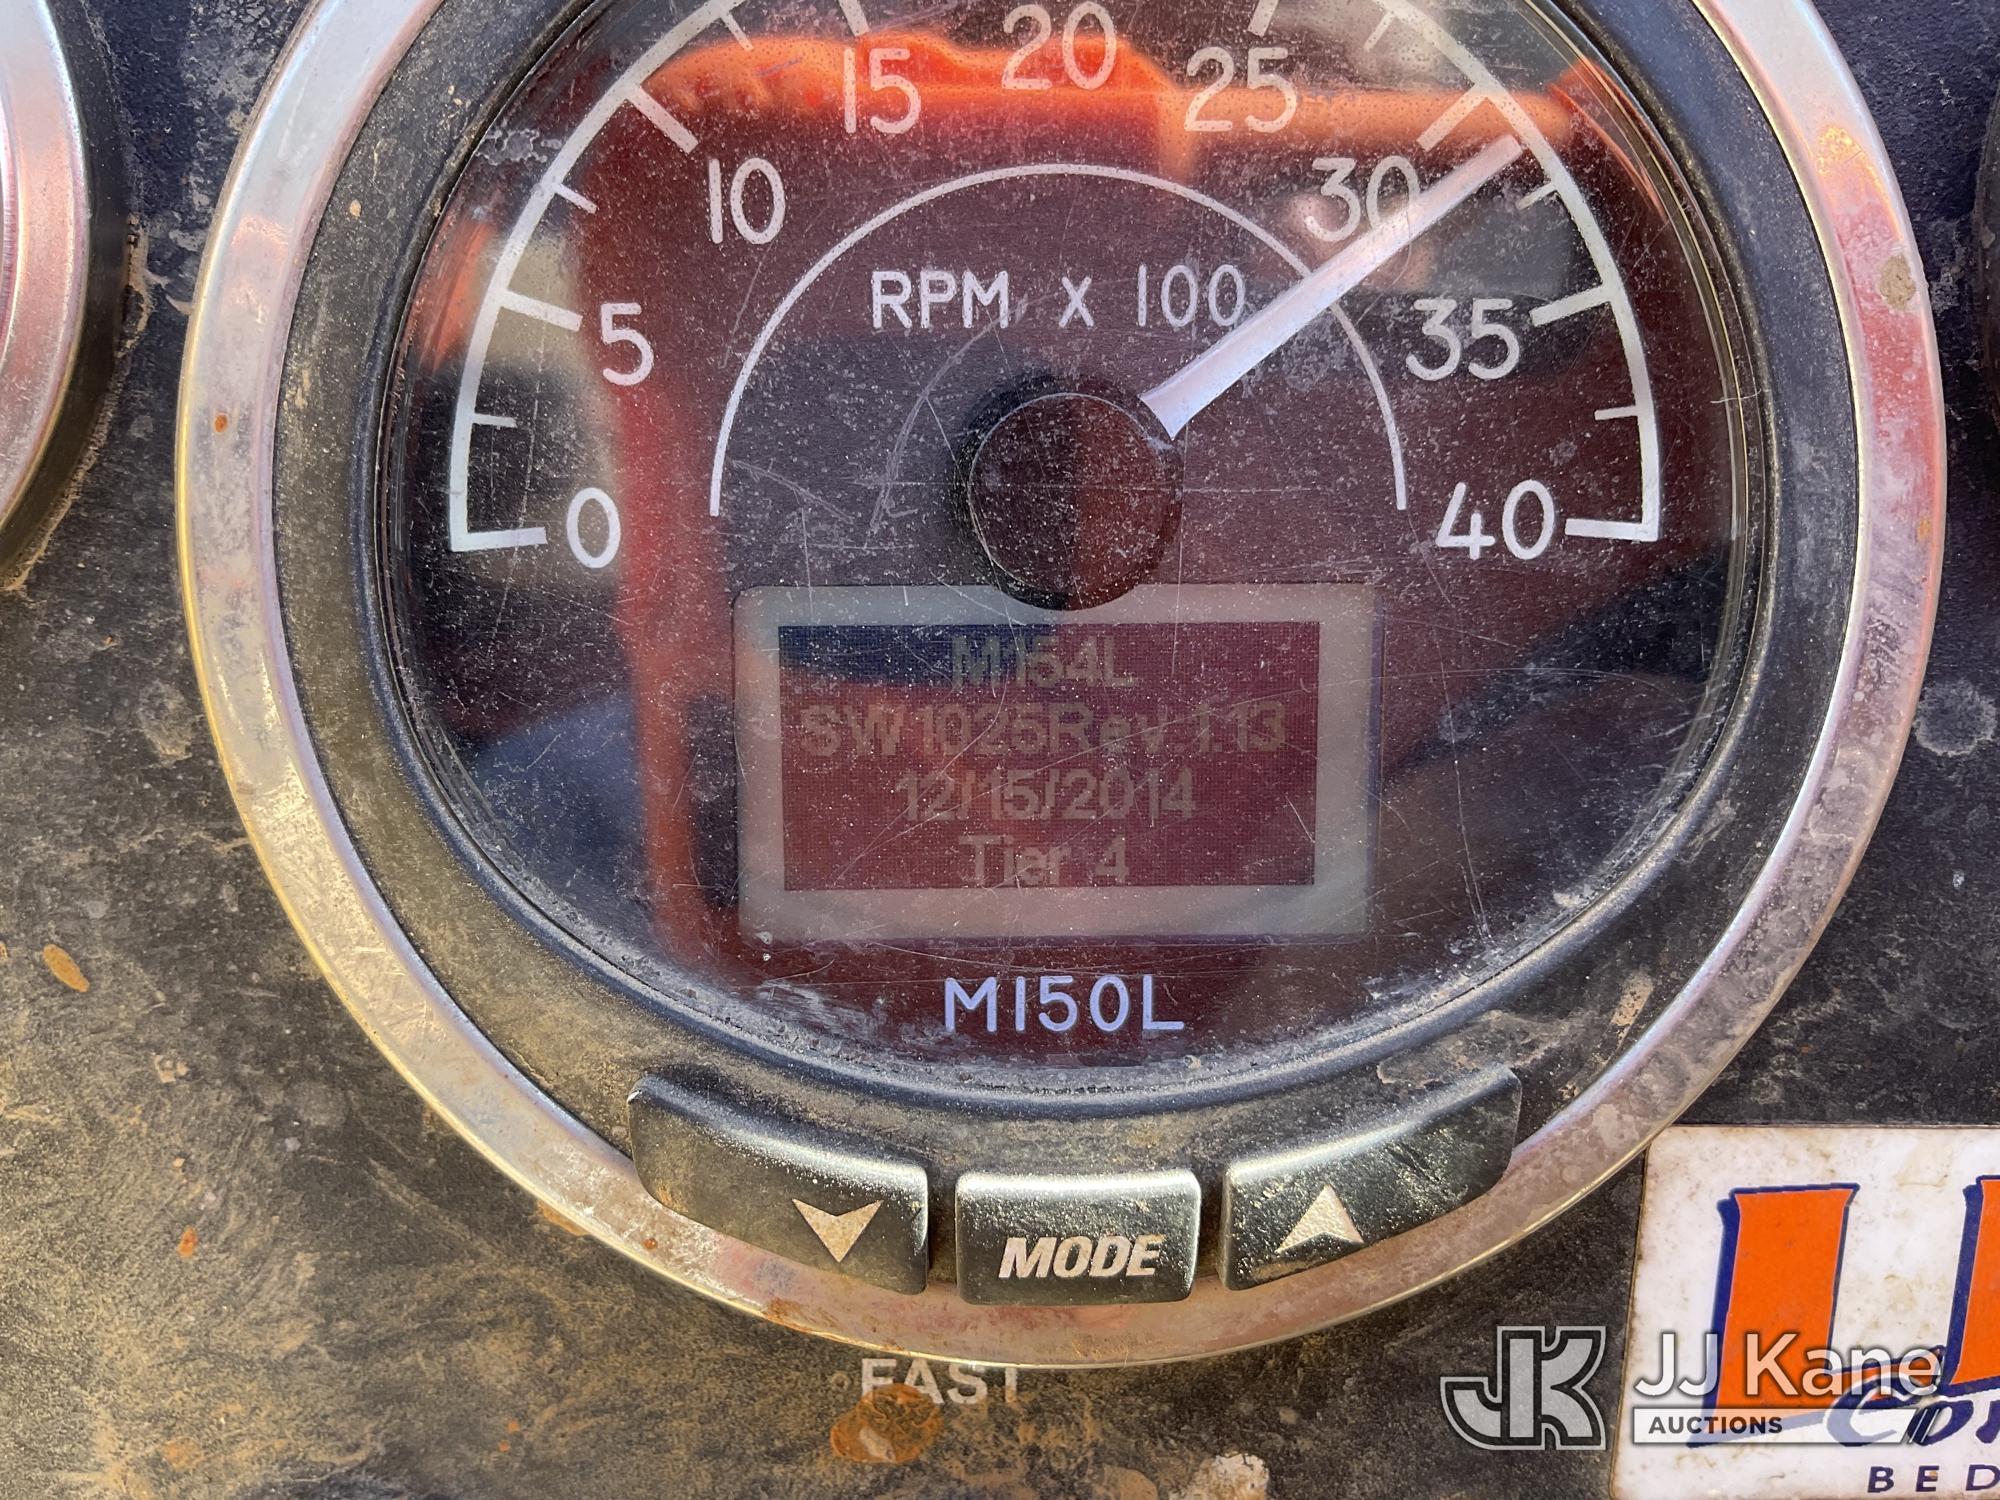 0 5 10 15 20 25 30 35 40
RPM X 100
M154L
SW1025Rev 1.13
12/15/2014
Tier 4
M150L
MODE
FAST
JK JJ Kane
AUCTIONS